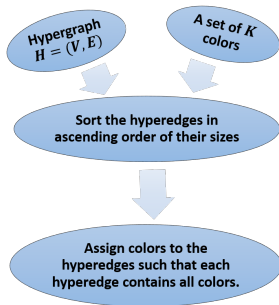 Hypergraph
H = (V, E)
A set of K
colors
Sort the hyperedges in
ascending order of their sizes
Assign colors to the
hyperedges such that each
hyperedge contains all colors.